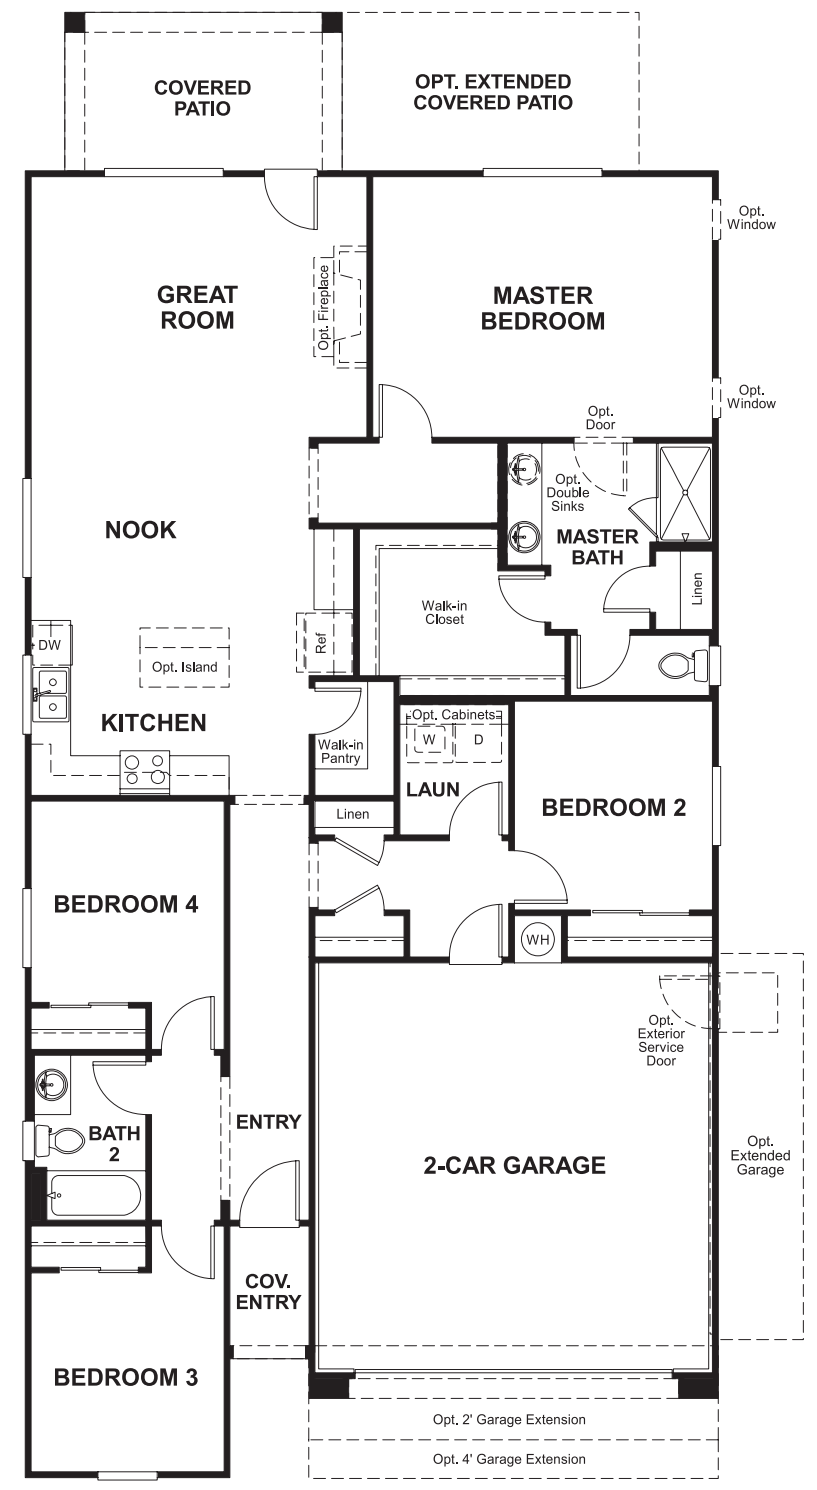 COVERED
PATIO
OPT. EXTENDED
COVERED PATIO
Opt.
Window
GREAT
ROOM
Opt. Fireplace
MASTER
BEDROOM
Opt.
Window
Opt.
Door
Opt.
Double
Sinks
NOOK
MASTER
BATH
Linen
Walk-in
Closet
DW
Ref
Opt. Island
KITCHEN
Walk-in
Pantry
Opt. Cabinets
W
D
LAUN
BEDROOM 2
Linen
BEDROOM 4
WH
Opt.
Exterior
Service
Door
BATH
2
ENTRY
2-CAR GARAGE
Opt.
Extended
Garage
COV.
ENTRY
BEDROOM 3
Opt. 2' Garage Extension
Opt. 4' Garage Extension